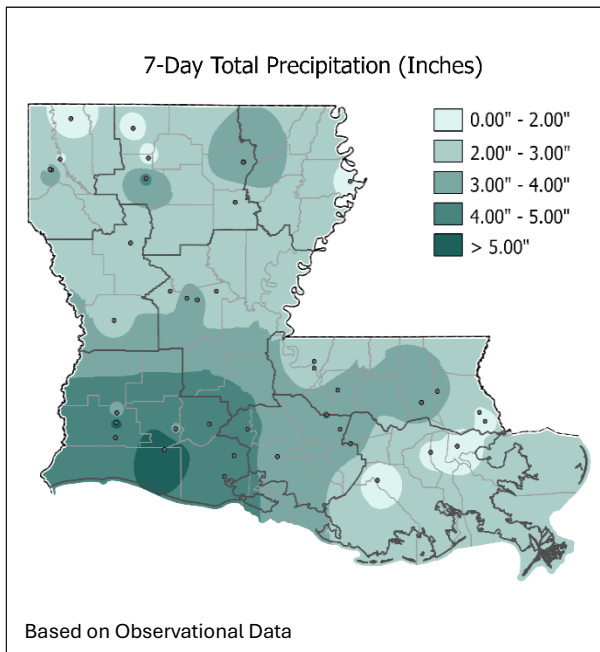 7-Day Total Precipitation (Inches)
0.00" - 2.00"
2.00" - 3.00"
3.00" - 4.00"
4.00" - 5.00"
> 5.00"
Based on Observational Data